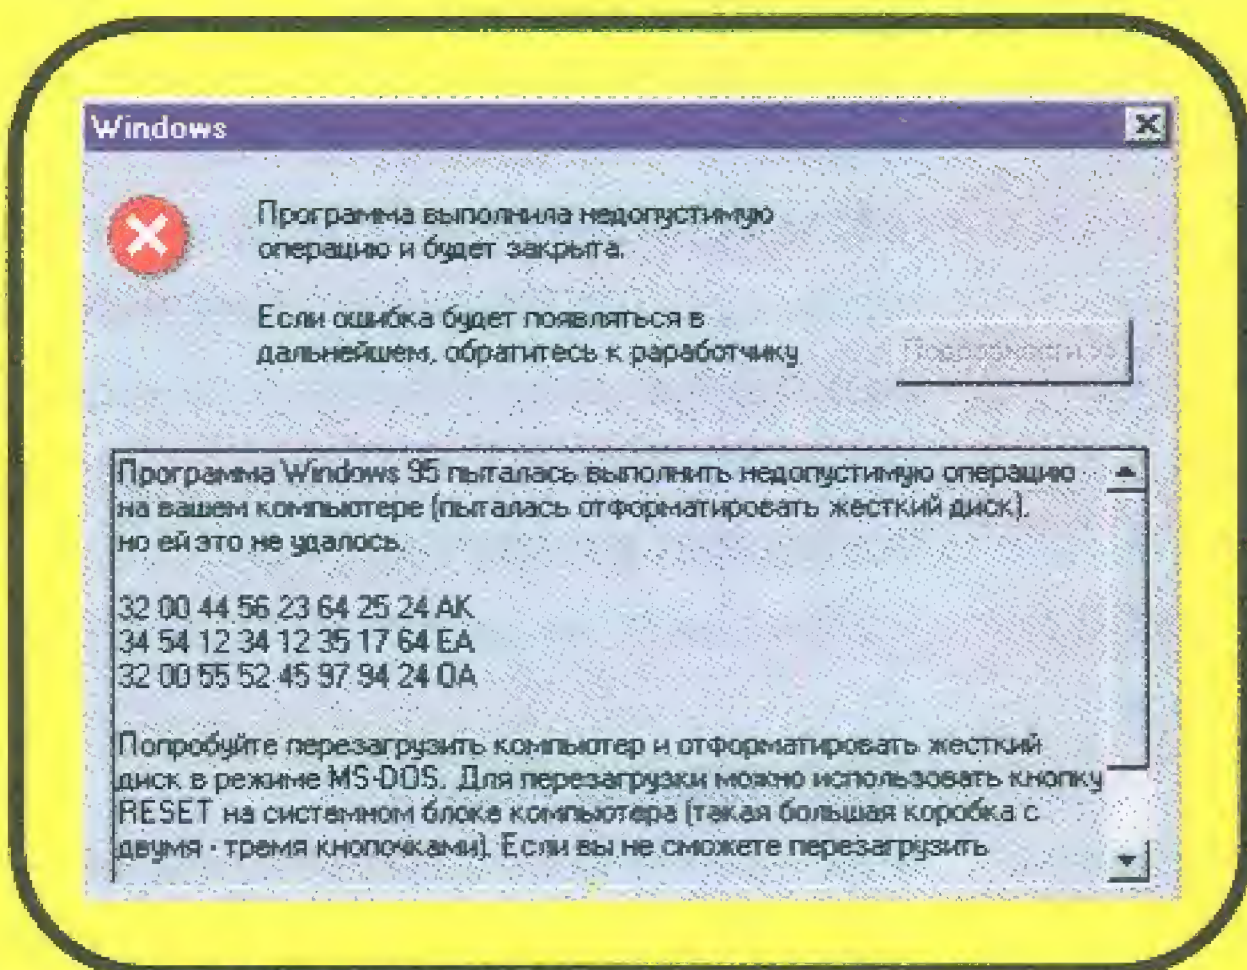 Windows
Программа выполнила недопустимую
операцию и будет закрыта.
Если ошибка будет появляться в
дальнейшем, обратитесь к раработчику
Программа Windows 95 пыталась выполнить недопустимую операцию
на вашем компьютере (пыталась отформатировать жесткий диск).
но ей это не удалось.
32 00 44 56 23 64 25 24 AK
34 54 12 34 12 35 17 64 EA
32 00 55 52 45 97 94 24 0A
Попробуйте перезагрузить компьютер и отформатировать жесткий
диск в режиме MS-DOS. Для перезагрузки можно использовать кнопку
RESET на системном блоке компьютера (такая большая коробка с
двумя - тремя кнопочками). Если вы не сможете перезагрузить